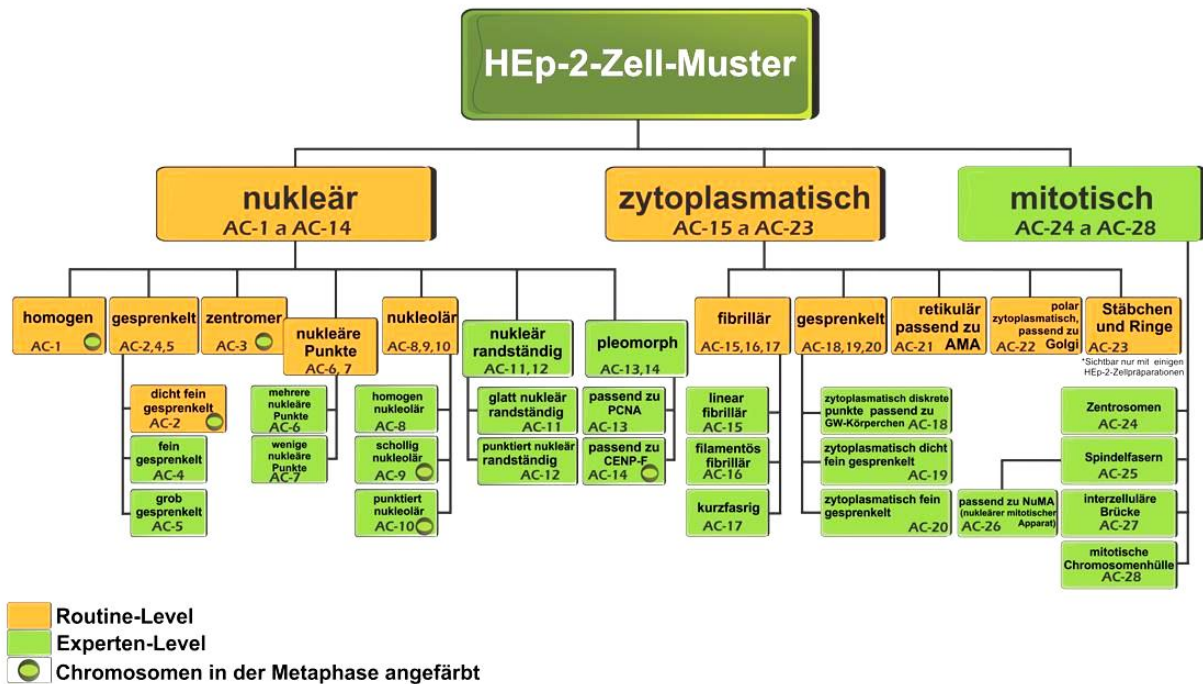 HEp-2-Zell-Muster
nukleär
AC-1 a AC-14
zytoplasmatisch
AC-15 a AC-23
mitotisch
AC-24 a AC-28
homogen
AC-1
gesprenkelt
AC-2,4,5
zentromer
AC-3
nukleäre
Punkte
AC-6, 7
nukleolär
AC-8,9,10
nukleär
randständig
AC-11,12
pleomorph
AC-13,14
fibrillär
AC-15,16,17
gesprenkelt
AC-18,19,20
retikulär
passend zu
AC-21 AMA
polar
zytoplasmatisch,
passend zu
AC-22 Golgi
Stäbchen
und Ringe
AC-23
*Sichtbar nur mit einigen
HEp-2-Zellpräparationen
dicht fein
gesprenkelt
AC-2
fein
gesprenkelt
AC-4
grob
gesprenkelt
AC-5
mehrere
nukleäre
Punkte
AC-6
wenige
nukleäre
Punkte
AC-7
homogen
nukleolär
AC-8
schollig
nukleolär
AC-9
punktiert
nukleolär
AC-10
glatt nukleär
randständig
AC-11
punktiert nukleär
randständig
AC-12
passend zu
PCNA
AC-13
passend zu
CENP-F
AC-14
linear
fibrillär
AC-15
filamentös
fibrillär
AC-16
kurzfasrig
AC-17
zytoplasmatisch diskrete
punkte passend zu
GW-Körperchen AC-18
zytoplasmatisch dicht
fein gesprenkelt
AC-19
zytoplasmatisch fein
gesprenkelt
AC-20
Zentrosomen
AC-24
Spindelfasern
AC-25
passend zu NuMA
(nukleärer mitotischer
AC-26 Apparat)
interzelluläre
Brücke
AC-27
mitotische
Chromosomenhülle
AC-28
Routine-Level
Experten-Level
Chromosomen in der Metaphase angefärbt